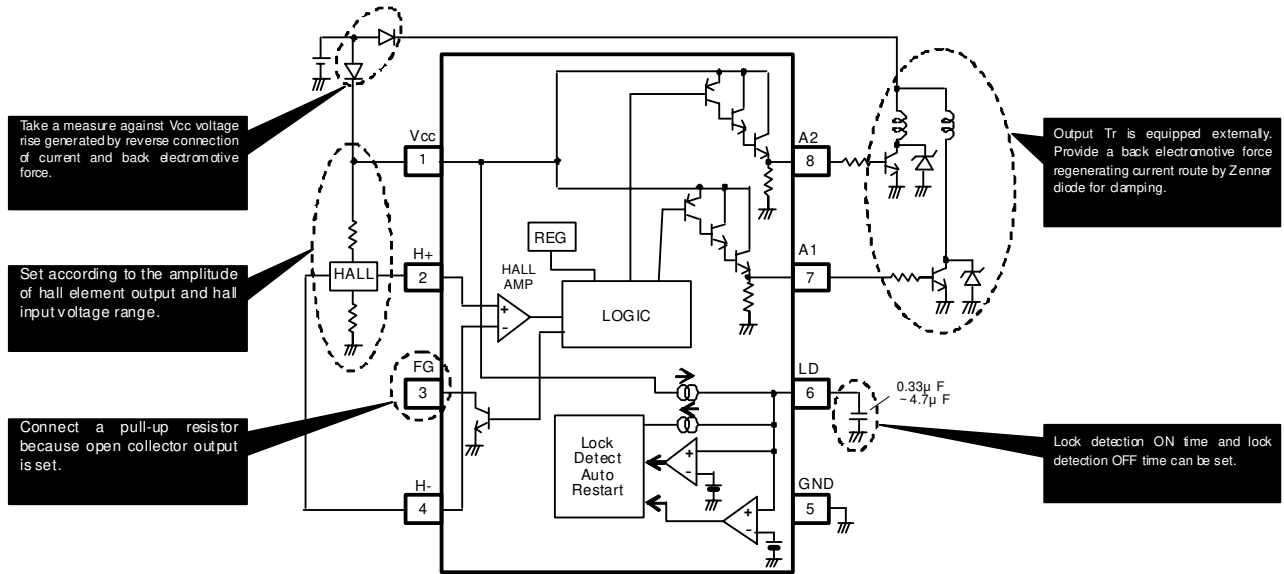 Take a measure against Vcc voltage
rise generated by reverse connection
of current and back electromotive
force.
Set according to the amplitude
of hall element output and hall
input voltage range.
Connect a pull-up resistor
because open collector output
is set.
Vcc
1
H+
2
HALL
FG
3
H-
4
REG
HALL
AMP
+
-
LOGIC
Lock
Detect
Auto
Restart
+
-
+
-
A2
8
A1
7
LD
6
GND
5
0.33µ F
~4.7µ F
Output Tr is equipped externally.
Provide a back electromotive force
regenerating current route by Zenner
diode for clamping.
Lock detection ON time and lock
detection OFF time can be set.